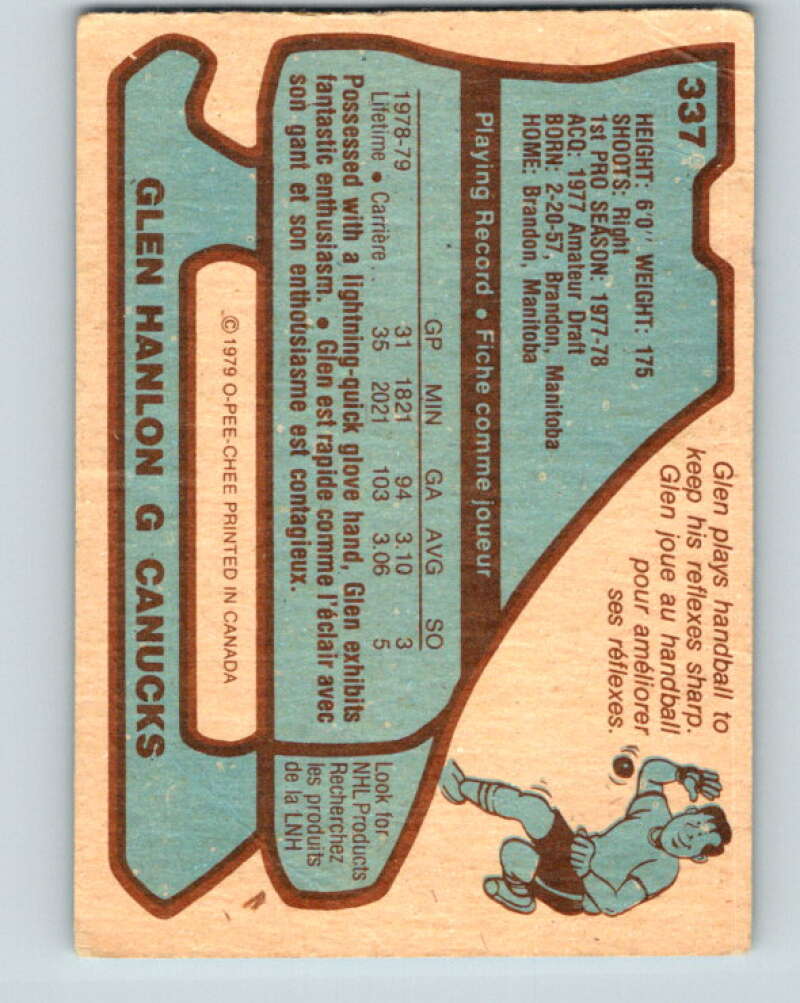 337
HEIGHT: 6'0" WEIGHT: 175
SHOOTS: Right
1st PRO SEASON: 1977-78
ACQ: 1977 Amateur Draft
BORN: 2-20-57, Brandon, Manitoba
HOME: Brandon, Manitoba
Glen plays handball to
keep his reflexes sharp.
Glen joue au handball
pour améliorer
ses réflexes.
Playing Record • Fiche comme joueur
GP MIN GA AVG SO
1978-79 31 1821 94 3.10 3
Lifetime • Carrière... 35 2021 103 3.06 5
Possessed with a lightning-quick glove hand, Glen exhibits
fantastic enthusiasm. • Glen est rapide comme l'éclair avec
son gant et son enthousiasme est contagieux.
Look for
NHL Products
Recherchez
les produits
de la LNH
© 1979 O-PEE-CHEE PRINTED IN CANADA
GLEN HANLON G CANUCKS